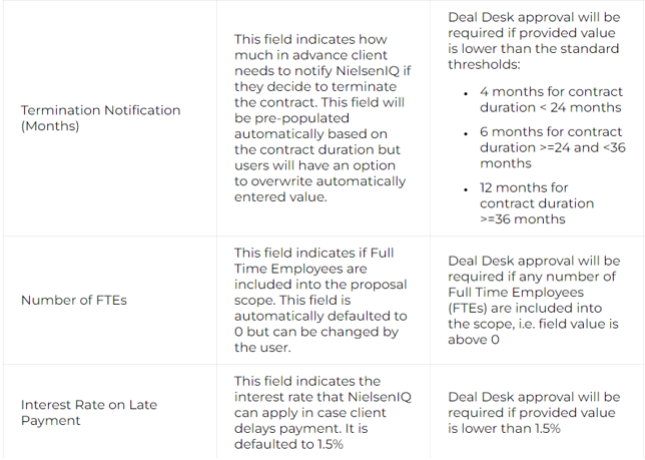 Termination Notification
(Months)
This field indicates how
much in advance client
needs to notify NielsenIQ if
they decide to terminate
the contract. This field will
be pre-populated
automatically based on
the contract duration but
users will have an option
to overwrite automatically
entered value.
Deal Desk approval will be
required if provided value
is lower than the standard
thresholds:
• 4 months for contract
duration < 24 months
• 6 months for contract
duration >=24 and <36
months
• 12 months for
contract duration
>=36 months
Number of FTEs
This field indicates if Full
Time Employees are
included into the proposal
scope. This field is
automatically defaulted to
0 but can be changed by
the user.
Deal Desk approval will be
required if any number of
Full Time Employees
(FTEs) are included into
the scope, i.e. field value is
above 0
Interest Rate on Late
Payment
This field indicates the
interest rate that NielsenIQ
can apply in case client
delays payment. It is
defaulted to 1.5%
Deal Desk approval will be
required if provided value
is lower than 1.5%